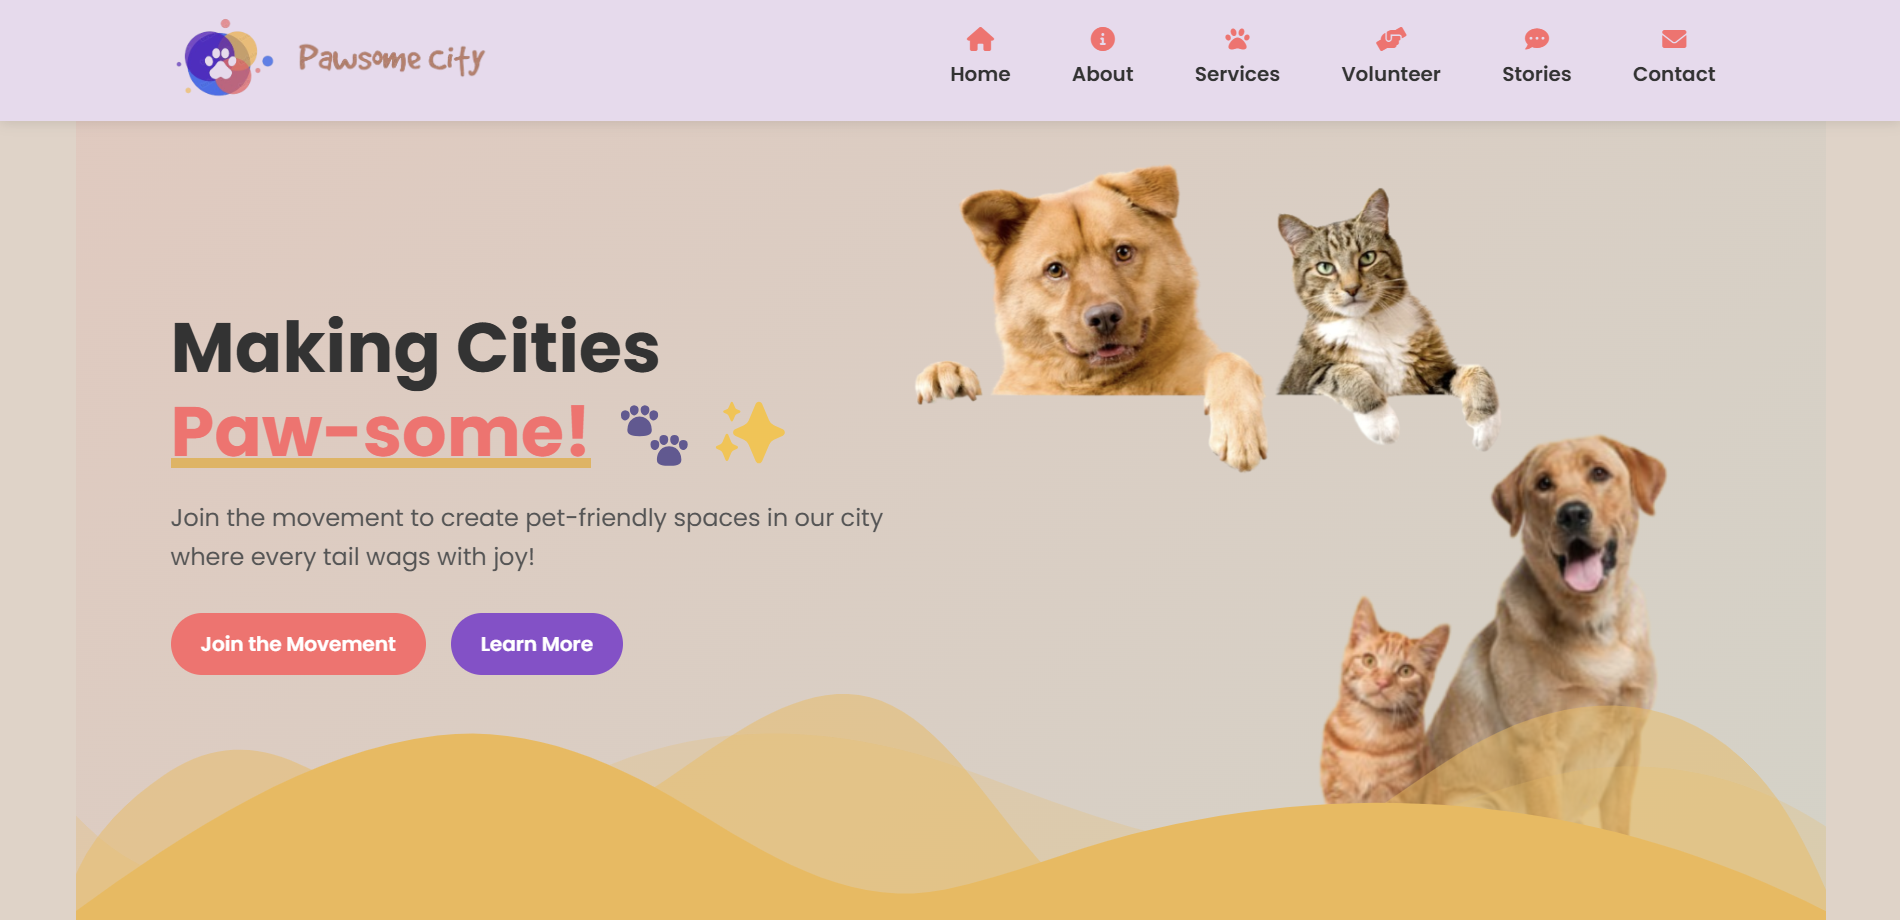 Pawsome City
Home
About
Services
Volunteer
Stories
Contact
Making Cities
Paw-some!
Join the movement to create pet-friendly spaces in our city
where every tail wags with joy!
Join the Movement
Learn More